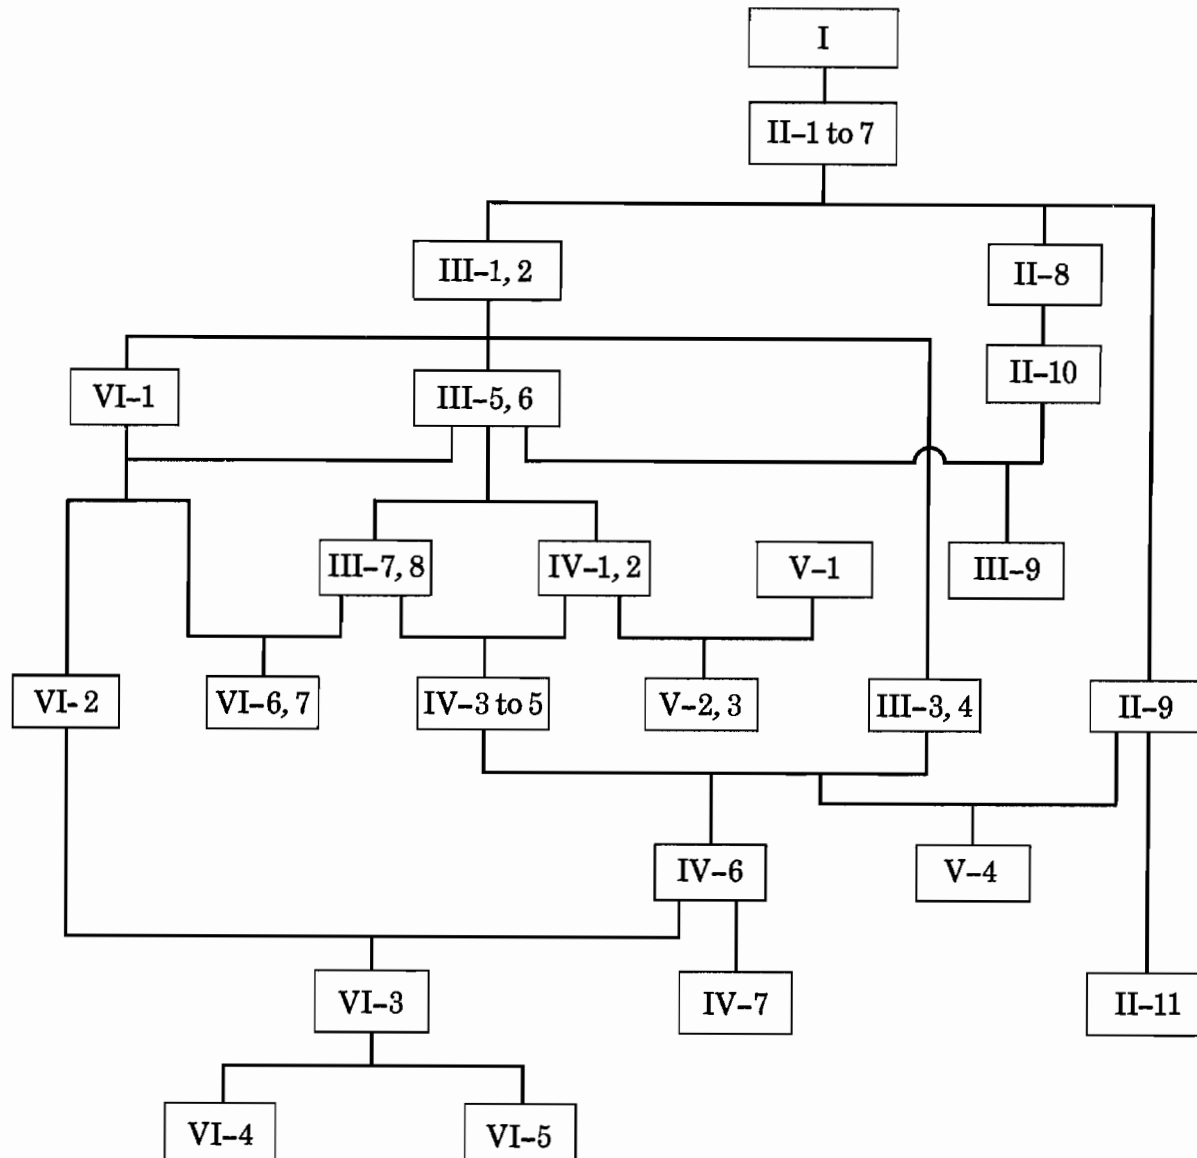 I
II–1 to 7
III–1, 2
II–8
VI–1
III–5, 6
II–10
III–7, 8
IV–1, 2
V–1
III–9
VI- 2
VI–6, 7
IV–3 to 5
V–2, 3
III–3, 4
II–9
IV–6
V–4
VI–3
IV–7
II–11
VI–4
VI–5